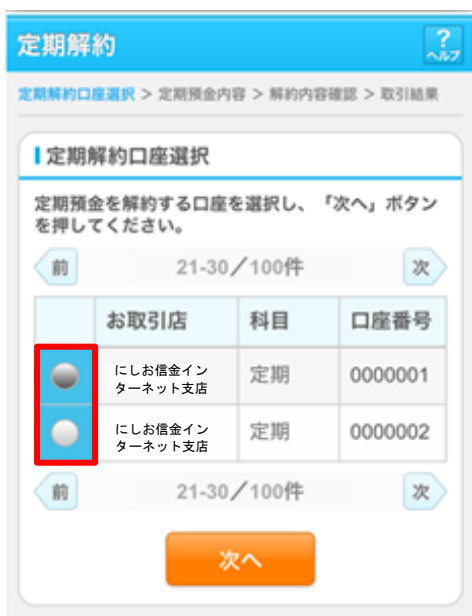 定期解約
?
ヘルプ
定期解約口座選択 > 定期預金内容 > 解約内容確認 > 取引結果
定期解約口座選択
定期預金を解約する口座を選択し、「次へ」ボタン
を押してください。
前 21-30／100件 次
お取引店 科目 口座番号
にしお信金イン
ターネット支店 定期 0000001
にしお信金イン
ターネット支店 定期 0000002
前 21-30／100件 次
次へ